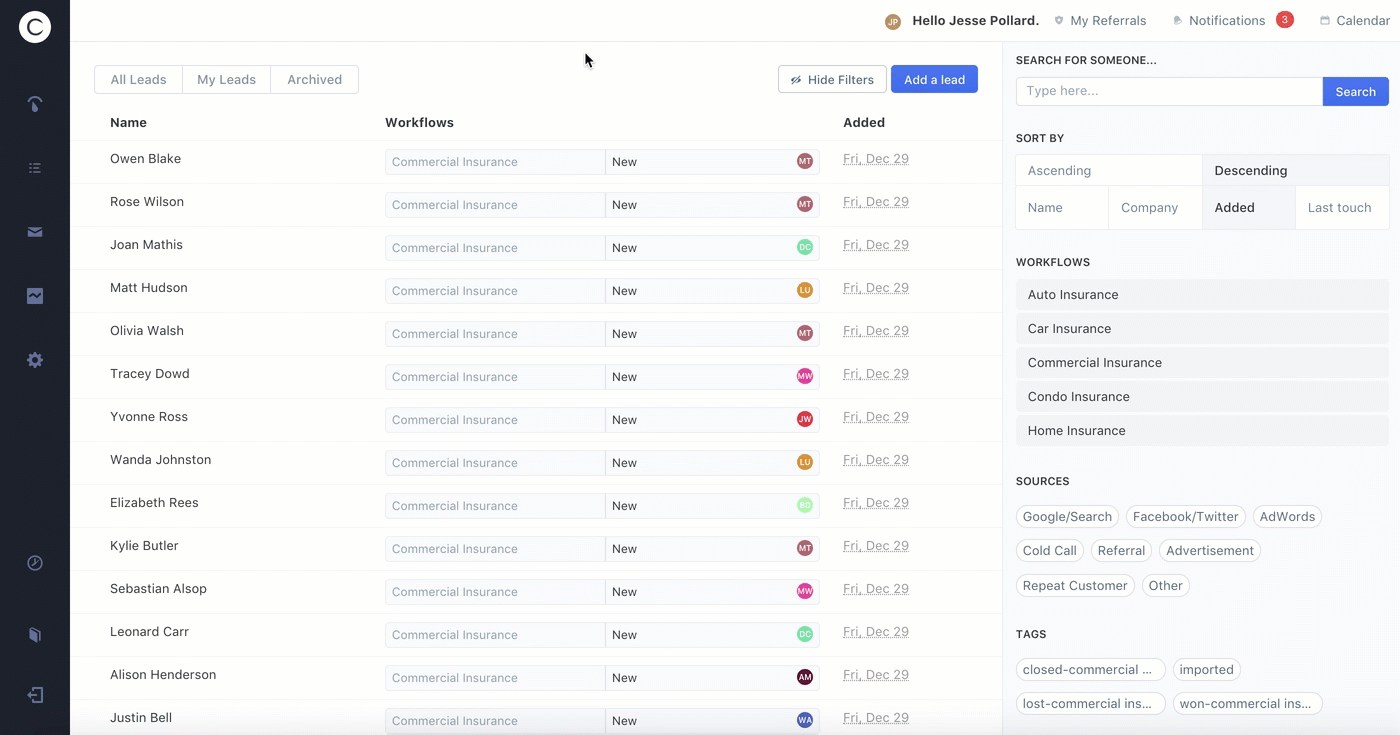 C
JP Hello Jesse Pollard. My Referrals Notifications 3 Calendar
All Leads My Leads Archived Hide Filters Add a lead
Name Workflows Added
Owen Blake Commercial Insurance New MT Fri, Dec 29
Rose Wilson Commercial Insurance New MT Fri, Dec 29
Joan Mathis Commercial Insurance New DC Fri, Dec 29
Matt Hudson Commercial Insurance New LU Fri, Dec 29
Olivia Walsh Commercial Insurance New MT Fri, Dec 29
Tracey Dowd Commercial Insurance New MW Fri, Dec 29
Yvonne Ross Commercial Insurance New JW Fri, Dec 29
Wanda Johnston Commercial Insurance New LU Fri, Dec 29
Elizabeth Rees Commercial Insurance New Fri, Dec 29
Kylie Butler Commercial Insurance New MT Fri, Dec 29
Sebastian Alsop Commercial Insurance New MW Fri, Dec 29
Leonard Carr Commercial Insurance New DC Fri, Dec 29
Alison Henderson Commercial Insurance New AM Fri, Dec 29
Justin Bell Commercial Insurance New WA Fri, Dec 29
SEARCH FOR SOMEONE...
Type here... Search
SORT BY
Ascending Descending
Name Company Added Last touch
WORKFLOWS
Auto Insurance
Car Insurance
Commercial Insurance
Condo Insurance
Home Insurance
SOURCES
Google/Search Facebook/Twitter AdWords
Cold Call Referral Advertisement
Repeat Customer Other
TAGS
closed-commercial ... imported
lost-commercial ins... won-commercial ins...